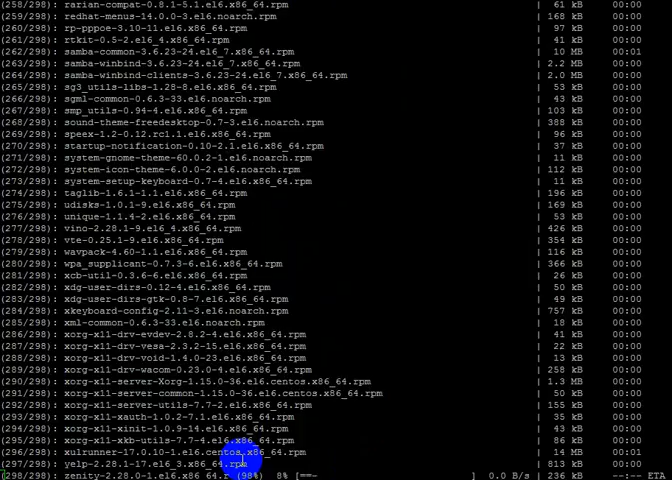 (258/298): rarian-compat-0.8.1-5.1.el6.x86_64.rpm | 61 kB 00:00
(259/298): redhat-menus-14.0.0-3.el6.noarch.rpm | 168 kB 00:00
(260/298): rp-pppoe-3.10-11.el6.x86_64.rpm | 97 kB 00:00
(261/298): rtkit-0.5-2.el6_4.x86_64.rpm | 41 kB 00:00
(262/298): samba-common-3.6.23-24.el6_7.x86_64.rpm | 10 MB 00:01
(263/298): samba-winbind-3.6.23-24.el6_7.x86_64.rpm | 2.2 MB 00:00
(264/298): samba-winbind-clients-3.6.23-24.el6_7.x86_64.rpm | 2.0 MB 00:00
(265/298): sg3_utils-libs-1.28-8.el6.x86_64.rpm | 53 kB 00:00
(266/298): sgml-common-0.6.3-33.el6.noarch.rpm | 43 kB 00:00
(267/298): smp_utils-0.94-4.el6.x86_64.rpm | 103 kB 00:00
(268/298): sound-theme-freedesktop-0.7-3.el6.noarch.rpm | 388 kB 00:00
(269/298): speex-1.2-0.12.rc1.1.el6.x86_64.rpm | 96 kB 00:00
(270/298): startup-notification-0.10-2.1.el6.x86_64.rpm | 37 kB 00:00
(271/298): system-gnome-theme-60.0.2-1.el6.noarch.rpm | 11 kB 00:00
(272/298): system-icon-theme-6.0.0-2.el6.noarch.rpm | 112 kB 00:00
(273/298): system-setup-keyboard-0.7-4.el6.x86_64.rpm | 11 kB 00:00
(274/298): taglib-1.6.1-1.1.el6.x86_64.rpm | 196 kB 00:00
(275/298): udisks-1.0.1-9.el6.x86_64.rpm | 169 kB 00:00
(276/298): unique-1.1.4-2.el6.x86_64.rpm | 53 kB 00:00
(277/298): vino-2.28.1-9.el6_4.x86_64.rpm | 426 kB 00:00
(278/298): vte-0.25.1-9.el6.x86_64.rpm | 354 kB 00:00
(279/298): wavpack-4.60-1.1.el6.x86_64.rpm | 116 kB 00:00
(280/298): wpa_supplicant-0.7.3-6.el6.x86_64.rpm | 366 kB 00:00
(281/298): xcb-util-0.3.6-6.el6.x86_64.rpm | 26 kB 00:00
(282/298): xdg-user-dirs-0.12-4.el6.x86_64.rpm | 50 kB 00:00
(283/298): xdg-user-dirs-gtk-0.8-7.el6.x86_64.rpm | 49 kB 00:00
(284/298): xkeyboard-config-2.11-3.el6.noarch.rpm | 757 kB 00:00
(285/298): xml-common-0.6.3-33.el6.noarch.rpm | 18 kB 00:00
(286/298): xorg-x11-drv-evdev-2.8.2-4.el6.x86_64.rpm | 41 kB 00:00
(287/298): xorg-x11-drv-vesa-2.3.2-15.el6.x86_64.rpm | 22 kB 00:00
(288/298): xorg-x11-drv-void-1.4.0-23.el6.x86_64.rpm | 13 kB 00:00
(289/298): xorg-x11-drv-wacom-0.23.0-4.el6.x86_64.rpm | 258 kB 00:00
(290/298): xorg-x11-server-Xorg-1.15.0-36.el6.centos.x86_64.rpm | 1.3 MB 00:00
(291/298): xorg-x11-server-common-1.15.0-36.el6.centos.x86_64.rpm | 50 kB 00:00
(292/298): xorg-x11-server-utils-7.7-2.el6.x86_64.rpm | 155 kB 00:00
(293/298): xorg-x11-xauth-1.0.2-7.1.el6.x86_64.rpm | 35 kB 00:00
(294/298): xorg-x11-xinit-1.0.9-14.el6.x86_64.rpm | 43 kB 00:00
(295/298): xorg-x11-xkb-utils-7.7-4.el6.x86_64.rpm | 86 kB 00:00
(296/298): xulrunner-17.0.10-1.el6.centos.x86_64.rpm | 14 MB 00:01
(297/298): yelp-2.28.1-17.el6_3.x86_64.rpm | 813 kB 00:00
(298/298): zenity-2.28.0-1.el6.x86_64.r (98%) 8% [==- ] 0.0 B/s | 236 kB --:-- ETA